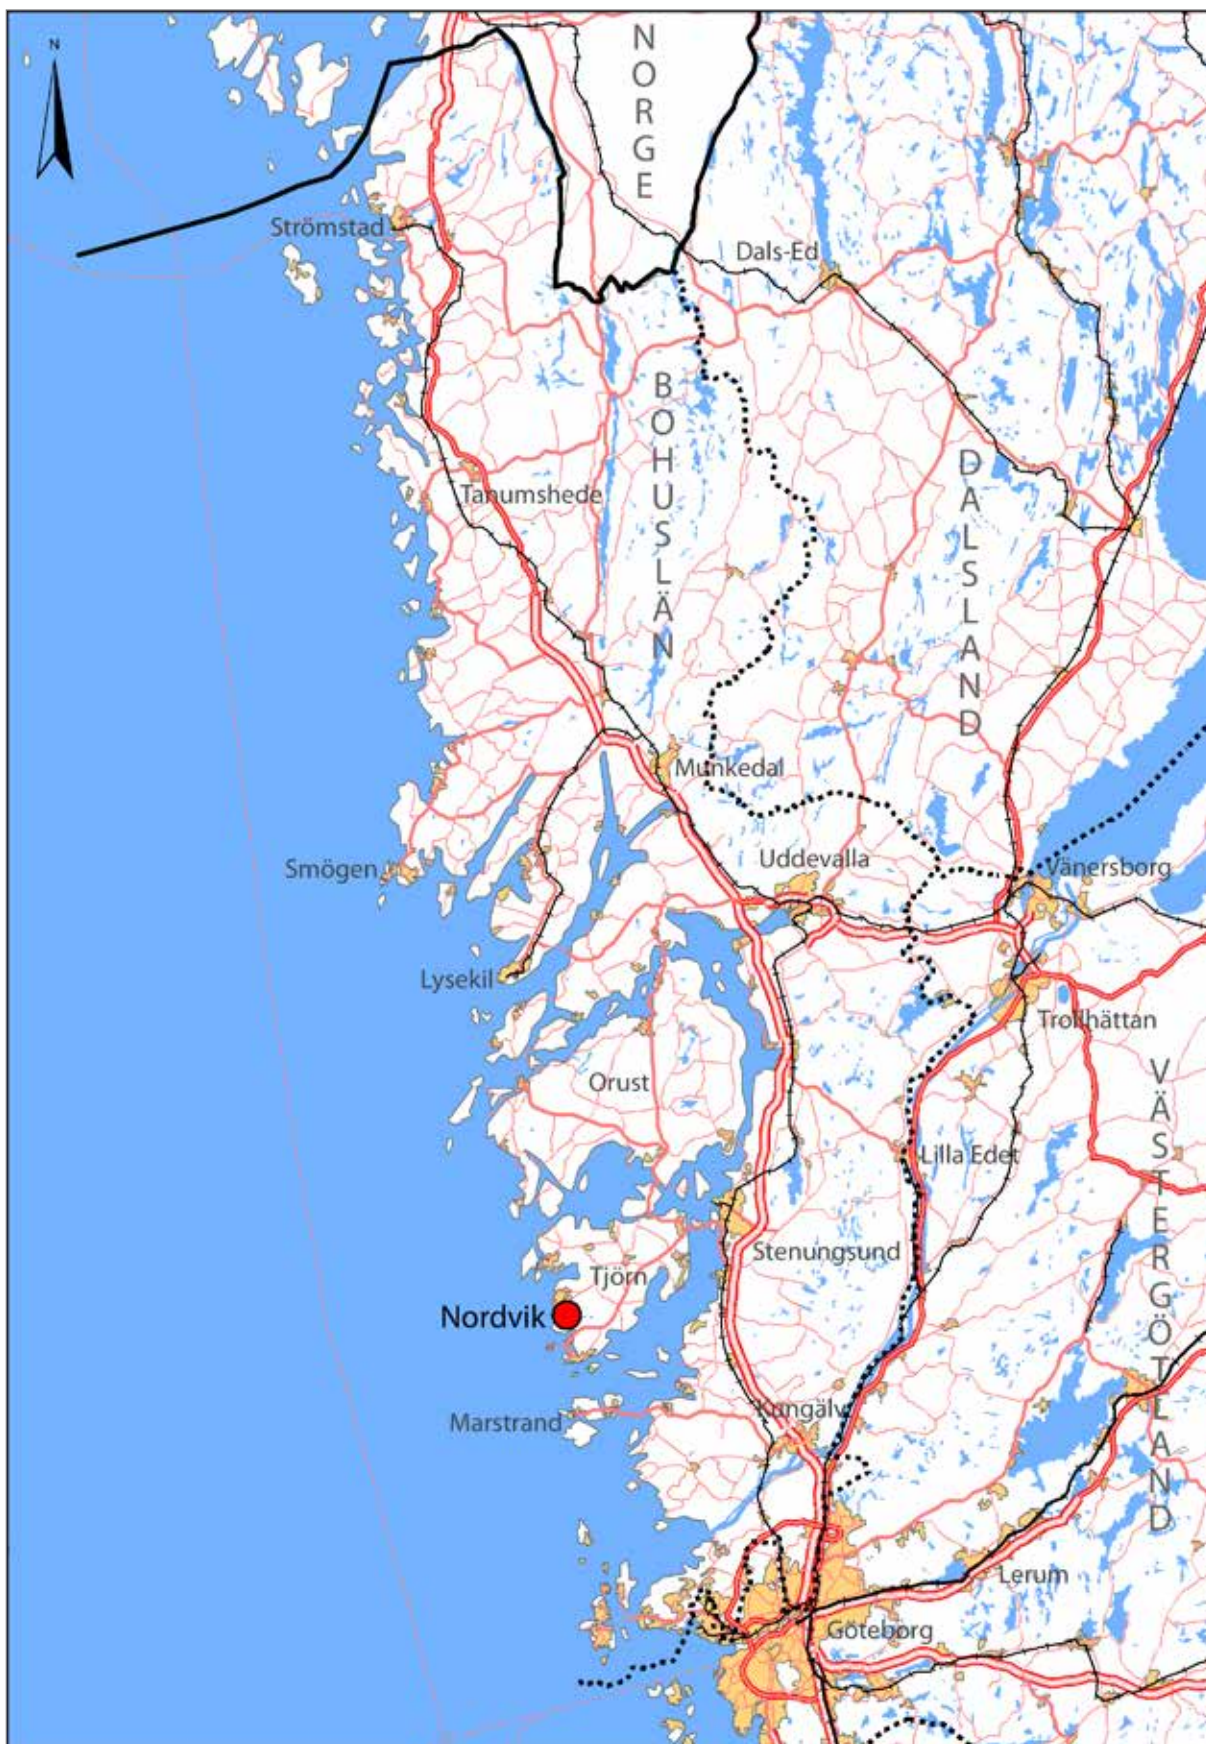 N
NORGE
Strömstad
Dals-Ed
BOHUSLÄN
DALSLAND
Tanumshede
Munkedal
Uddevalla
Vänersborg
Smögen
Lysekil
Trollhättan
VÄSTERGÖTLAND
Orust
Lilla Edet
Stenungsund
Tjörn
Nordvik
Kungälv
Marstrand
Lerum
Göteborg